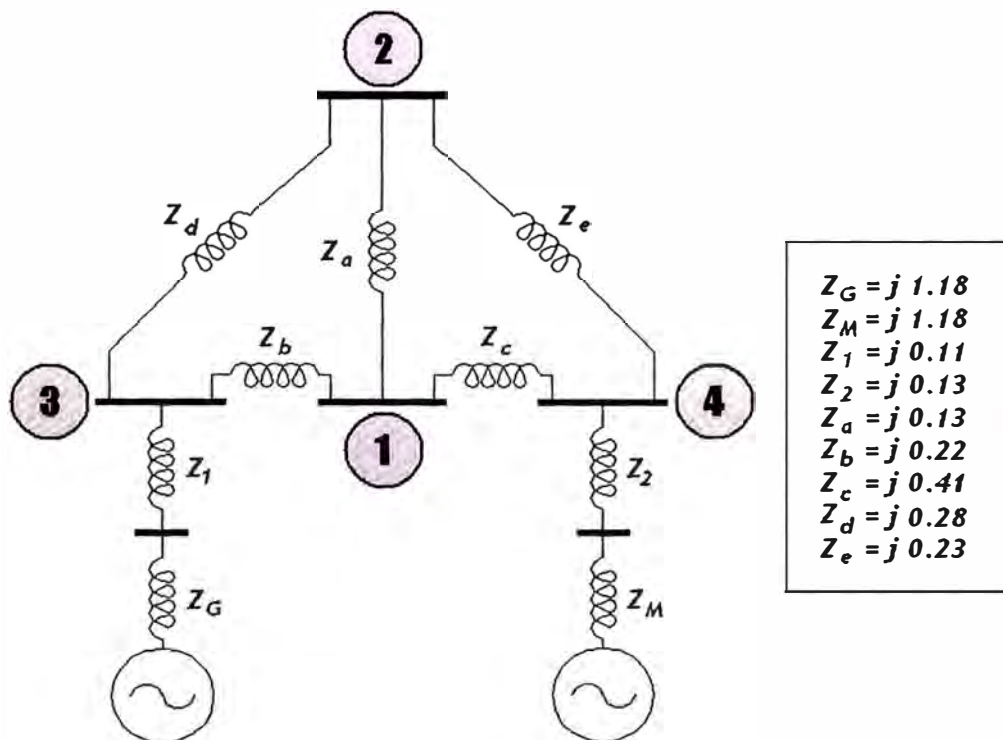 2
Z_d
Z_a
Z_e
Z_b
Z_c
3
1
4
Z_1
Z_2
Z_G
Z_M
Z_G = j 1.18
Z_M = j 1.18
Z_1 = j 0.11
Z_2 = j 0.13
Z_a = j 0.13
Z_b = j 0.22
Z_c = j 0.41
Z_d = j 0.28
Z_e = j 0.23